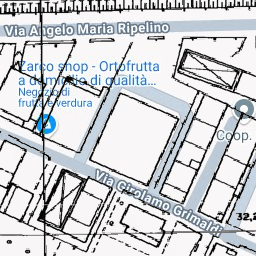 Via Angelo Maria Ripellino
Zarco shop - Ortofrutta
a domicilio di qualità...
Negozio di
frutta e verdura
Coop.
Via Girolamo Grimaldi
32,2